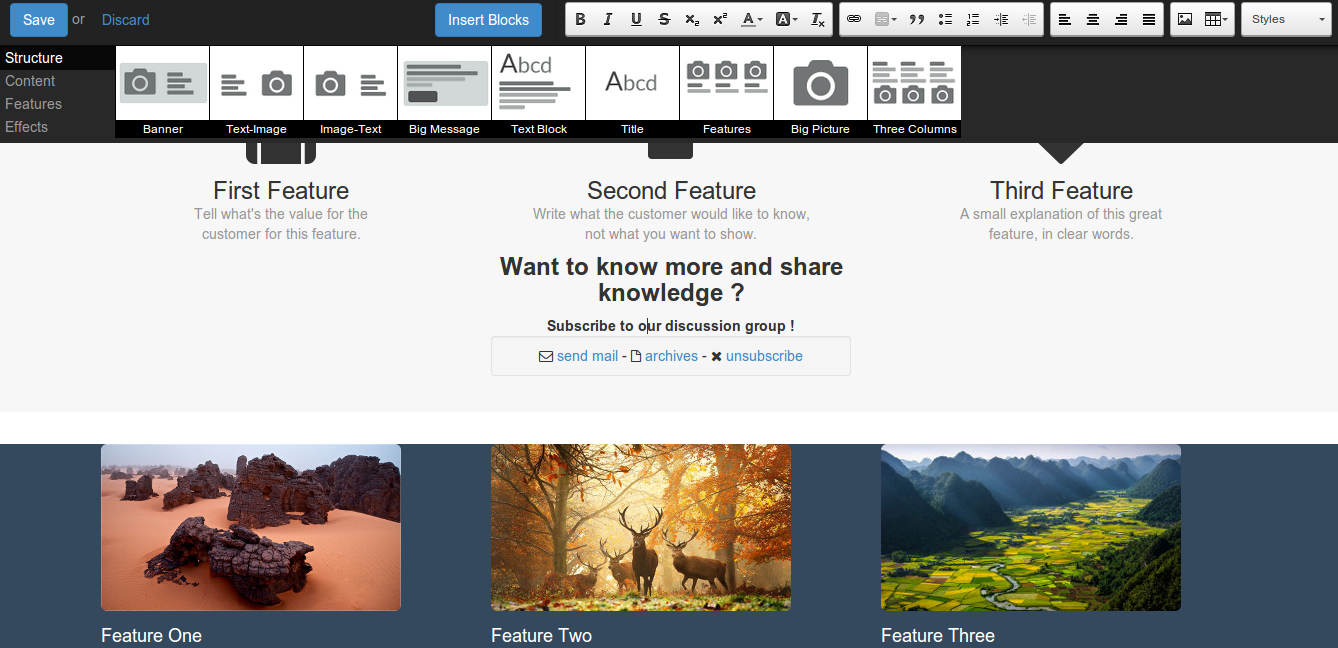 Save or Discard Insert Blocks B I U S x₂ x² A A Tx Styles
Structure
Content
Features
Effects
Abcd
Abcd
Banner Text-Image Image-Text Big Message Text Block Title Features Big Picture Three Columns
First Feature
Tell what's the value for the
customer for this feature.
Second Feature
Write what the customer would like to know,
not what you want to show.
Third Feature
A small explanation of this great
feature, in clear words.
Want to know more and share
knowledge ?
Subscribe to our discussion group !
send mail - archives - unsubscribe
Feature One
Feature Two
Feature Three